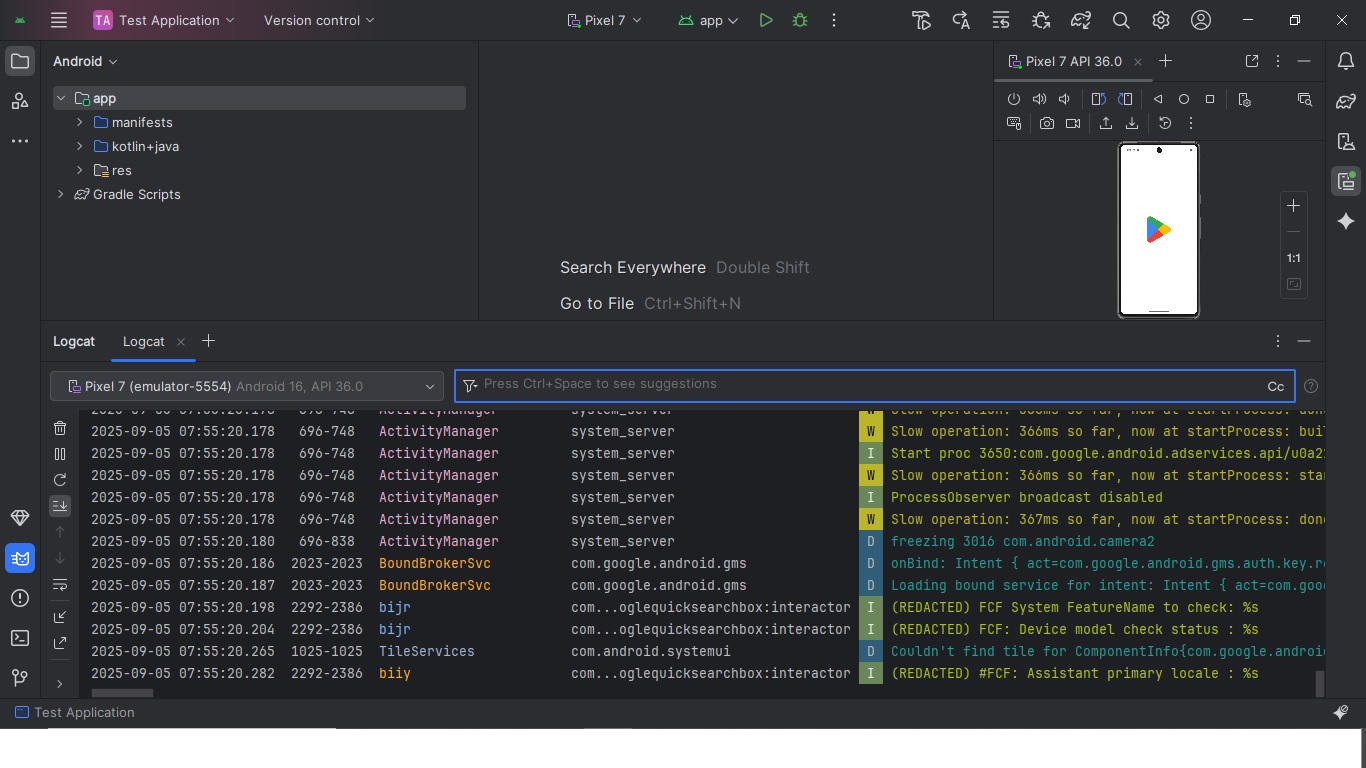 TA Test Application Version control Pixel 7 app
Android
app
manifests
kotlin+java
res
Gradle Scripts
Search Everywhere Double Shift
Go to File Ctrl+Shift+N
Pixel 7 API 36.0
1:1
Logcat Logcat
Pixel 7 (emulator-5554) Android 16, API 36.0 Press Ctrl+Space to see suggestions Cc
2025-09-05 07:55:20.178 696-748 ActivityManager system_server W Slow operation: 366ms so far, now at startProcess: buil
2025-09-05 07:55:20.178 696-748 ActivityManager system_server I Start proc 3650:com.google.android.adservices.api/u0a2
2025-09-05 07:55:20.178 696-748 ActivityManager system_server W Slow operation: 366ms so far, now at startProcess: sta
2025-09-05 07:55:20.178 696-748 ActivityManager system_server I ProcessObserver broadcast disabled
2025-09-05 07:55:20.178 696-748 ActivityManager system_server W Slow operation: 367ms so far, now at startProcess: don
2025-09-05 07:55:20.180 696-838 ActivityManager system_server D freezing 3016 com.android.camera2
2025-09-05 07:55:20.186 2023-2023 BoundBrokerSvc com.google.android.gms D onBind: Intent { act=com.google.android.gms.auth.key.r
2025-09-05 07:55:20.187 2023-2023 BoundBrokerSvc com.google.android.gms D Loading bound service for intent: Intent { act=com.goo
2025-09-05 07:55:20.198 2292-2386 bijr com...oglequicksearchbox:interactor I (REDACTED) FCF System FeatureName to check: %s
2025-09-05 07:55:20.204 2292-2386 bijr com...oglequicksearchbox:interactor I (REDACTED) FCF: Device model check status : %s
2025-09-05 07:55:20.265 1025-1025 TileServices com.android.systemui D Couldn't find tile for ComponentInfo{com.google.androi
2025-09-05 07:55:20.282 2292-2386 biiy com...oglequicksearchbox:interactor I (REDACTED) #FCF: Assistant primary locale : %s
Test Application